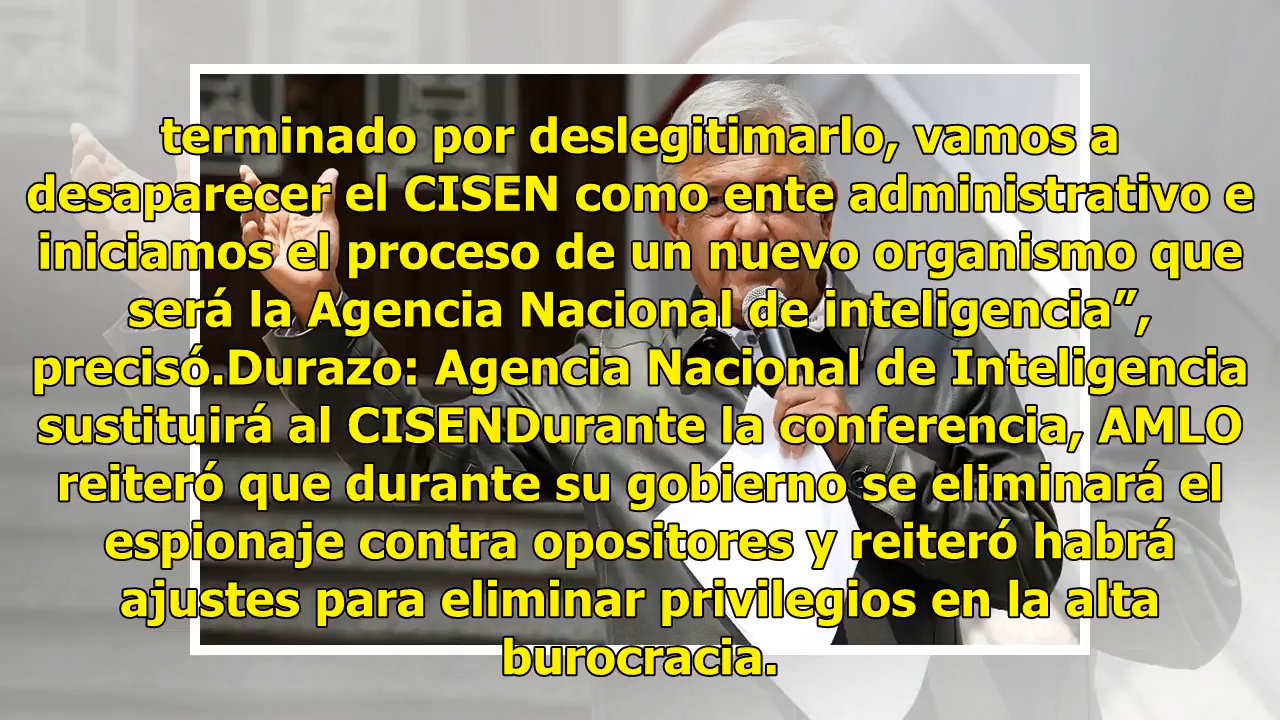 terminado por deslegitimarlo, vamos a
desaparecer el CISEN como ente administrativo e
iniciamos el proceso de un nuevo organismo que
será la Agencia Nacional de inteligencia”,
precisó.Durazo: Agencia Nacional de Inteligencia
sustituirá al CISENDurante la conferencia, AMLO
reiteró que durante su gobierno se eliminará el
espionaje contra opositores y reiteró habrá
ajustes para eliminar privilegios en la alta
burocracia.